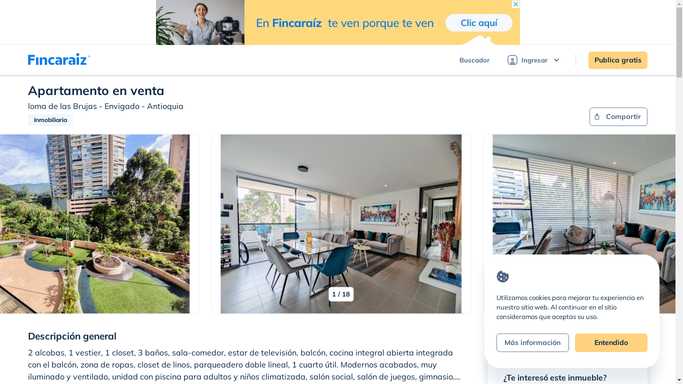 En Fincaraíz te ven porque te ven
Clic aquí
Fincaraíz
Buscador
Ingresar
Publica gratis
Apartamento en venta
loma de las Brujas - Envigado - Antioquia
Inmobiliaria
Compartir
1 / 18
Utilizamos cookies para mejorar tu experiencia en
nuestro sitio web. Al continuar en el sitio
consideramos que aceptas su uso.
Más información
Entendido
Descripción general
2 alcobas, 1 vestier, 1 closet, 3 baños, sala-comedor, estar de televisión, balcón, cocina integral abierta integrada
con el balcón, zona de ropas, closet de linos, parqueadero doble lineal, 1 cuarto útil. Modernos acabados, muy
iluminado y ventilado, unidad con piscina para adultos y niños climatizada, salón social, salón de juegos, gimnasio....
¿Te interesó este inmueble?